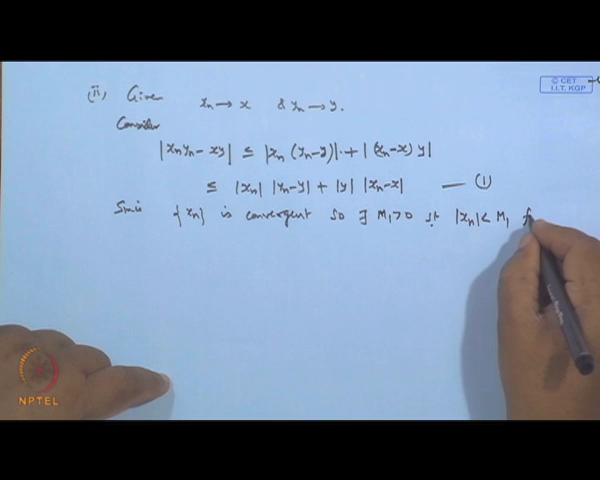 © CET
I.I.T. KGP
(ii) Given xₙ → x & yₙ → y.
Consider
|xₙyₙ - xy| ≤ |xₙ(yₙ-y)| + |(xₙ-x) y|
≤ |xₙ| |yₙ-y| + |y| |xₙ-x| — (1)
Since {xₙ} is convergent so ∃ M₁>0 st |xₙ| < M₁ f
NPTEL